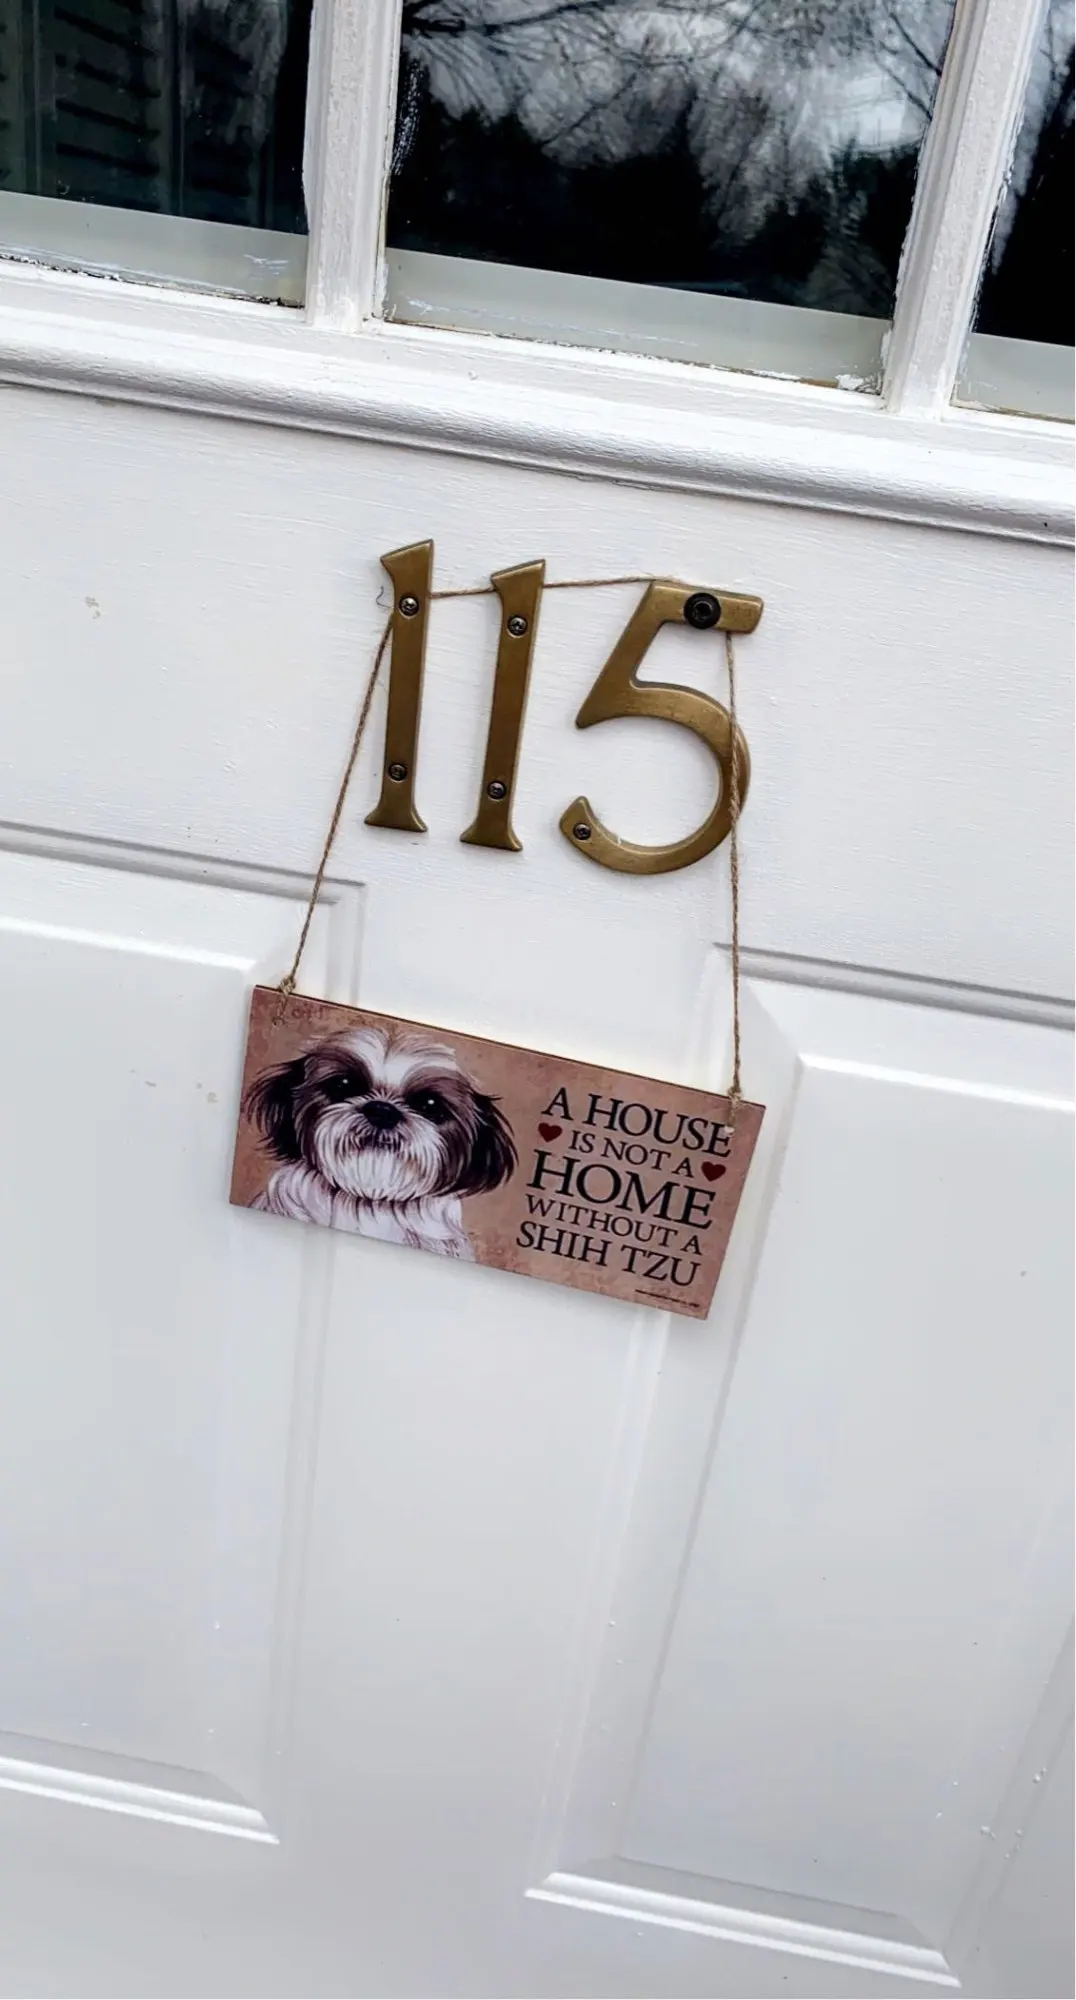 115
A HOUSE
IS NOT A
HOME
WITHOUT A
SHIH TZU